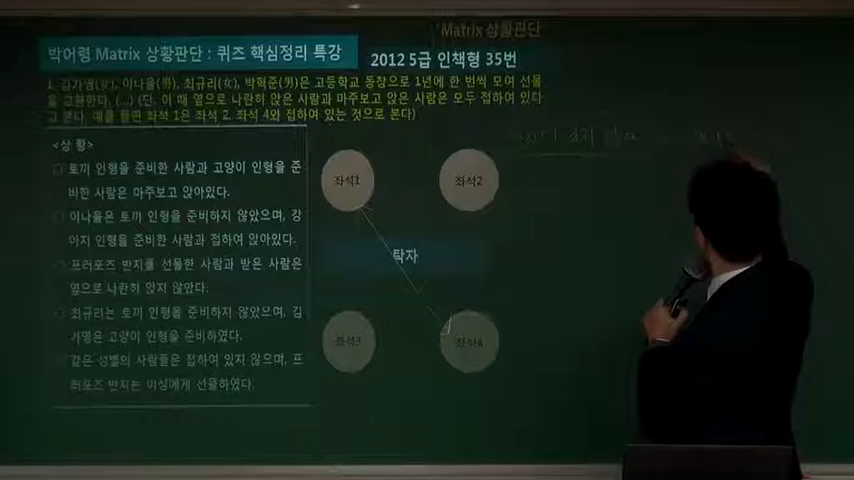 Matrix 상황판단
박어령 Matrix 상황판단 : 퀴즈 핵심정리 특강
2012 5급 인책형 35번
1. 김가영(女), 이나울(男), 최규리(女), 박혁준(男)은 고등학교 동창으로 1년에 한 번씩 모여 선물
을 교환한다. (...) (단, 이 때 옆으로 나란히 앉은 사람과 마주보고 앉은 사람은 모두 접하여 있다
고 본다. 예를 들면 좌석 1은 좌석 2, 좌석 4와 접하여 있는 것으로 본다)
<상 황>
토끼 인형을 준비한 사람과 고양이 인형을 준
비한 사람은 마주보고 앉아있다.
이나울은 토끼 인형을 준비하지 않았으며, 강
아지 인형을 준비한 사람과 접하여 앉아있다.
프러포즈 반지를 선물한 사람과 받은 사람은
옆으로 나란히 앉지 않았다.
최규리는 토끼 인형을 준비하지 않았으며, 김
가영은 고양이 인형을 준비하였다.
같은 성별의 사람들은 접하여 있지 않으며, 프
러포즈 반지는 이성에게 선물하였다.
좌석1
좌석2
탁자
좌석3
좌석4